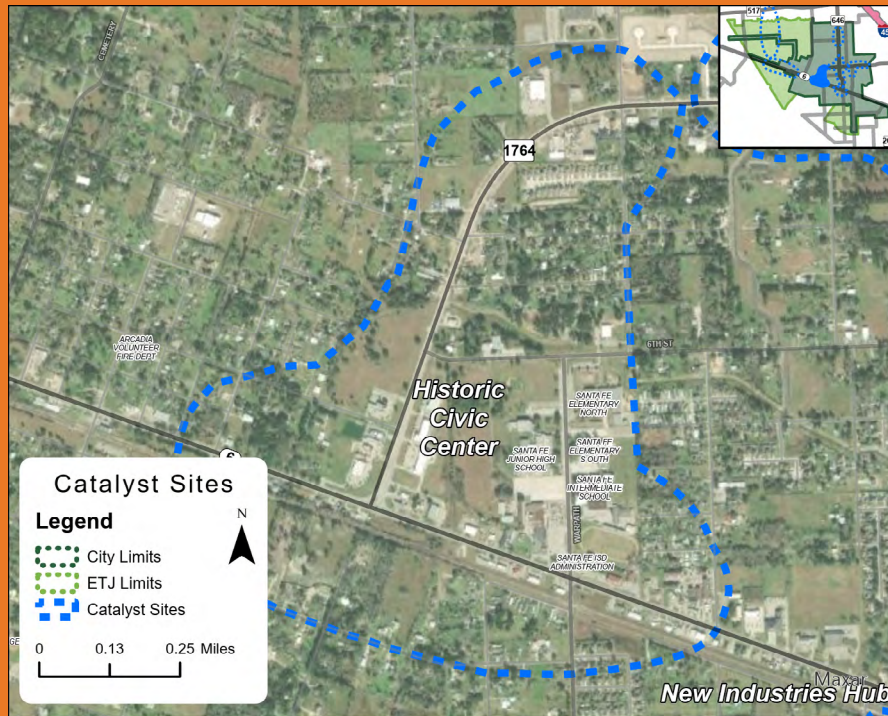 517
646
45
6
CEMETERY
1764
ARCADIA
VOLUNTEER
FIRE DEPT
6TH ST
Historic
Civic
Center
SANTA FE
ELEMENTARY
NORTH
SANTA FE
JUNIOR HIGH
SCHOOL
SANTA FE
ELEMENTARY
SOUTH
SANTA FE
INTERMEDIATE
SCHOOL
WARPATH
SANTA FE ISD
ADMINISTRATION
6
Catalyst Sites
Legend
N
City Limits
ETJ Limits
Catalyst Sites
0 0.13 0.25 Miles
Maxar
New Industries Hub